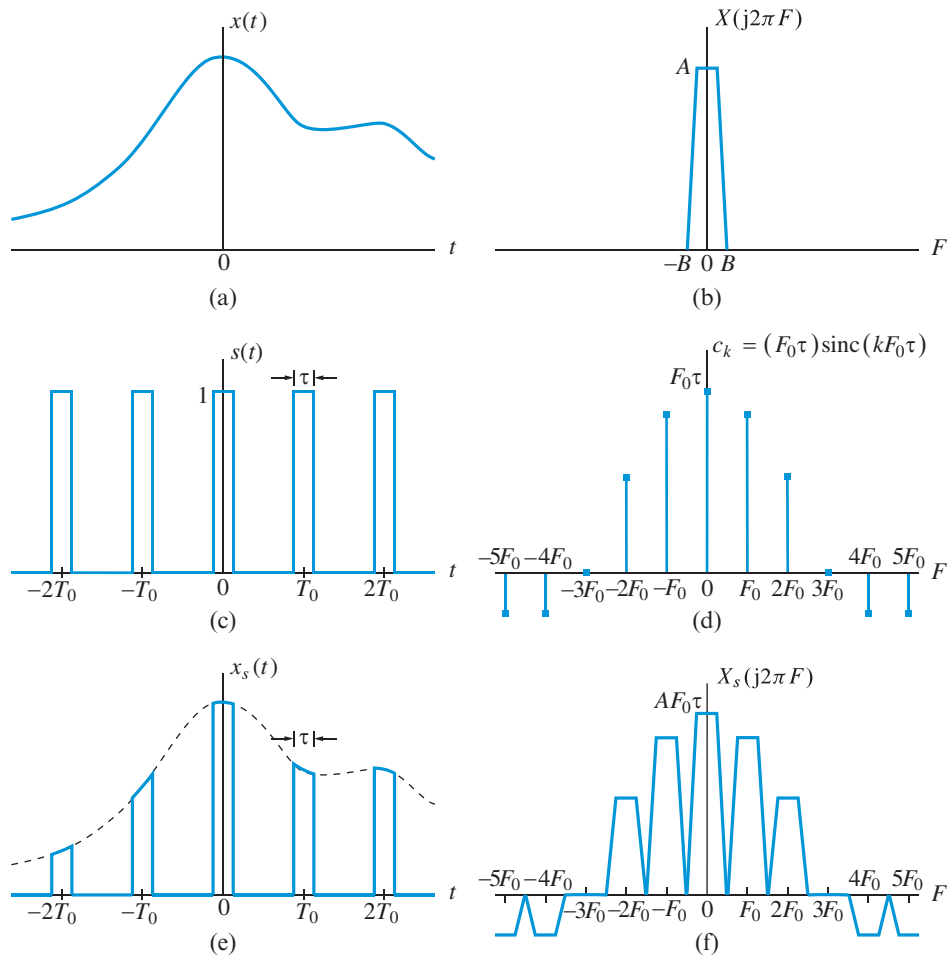 x(t)
X(j2πF)
A
t
0
−B 0 B
F
(a)
(b)
s(t)
τ
1
c_k = (F_0τ)sinc(kF_0τ)
F_0τ
−2T_0 −T_0 0 T_0 2T_0
t
−5F_0 −4F_0 −3F_0 −2F_0 −F_0 0 F_0 2F_0 3F_0 4F_0 5F_0
F
(c)
(d)
x_s(t)
τ
X_s(j2πF)
AF_0τ
−2T_0 −T_0 0 T_0 2T_0
t
−5F_0 −4F_0 −3F_0 −2F_0 −F_0 0 F_0 2F_0 3F_0 4F_0 5F_0
F
(e)
(f)